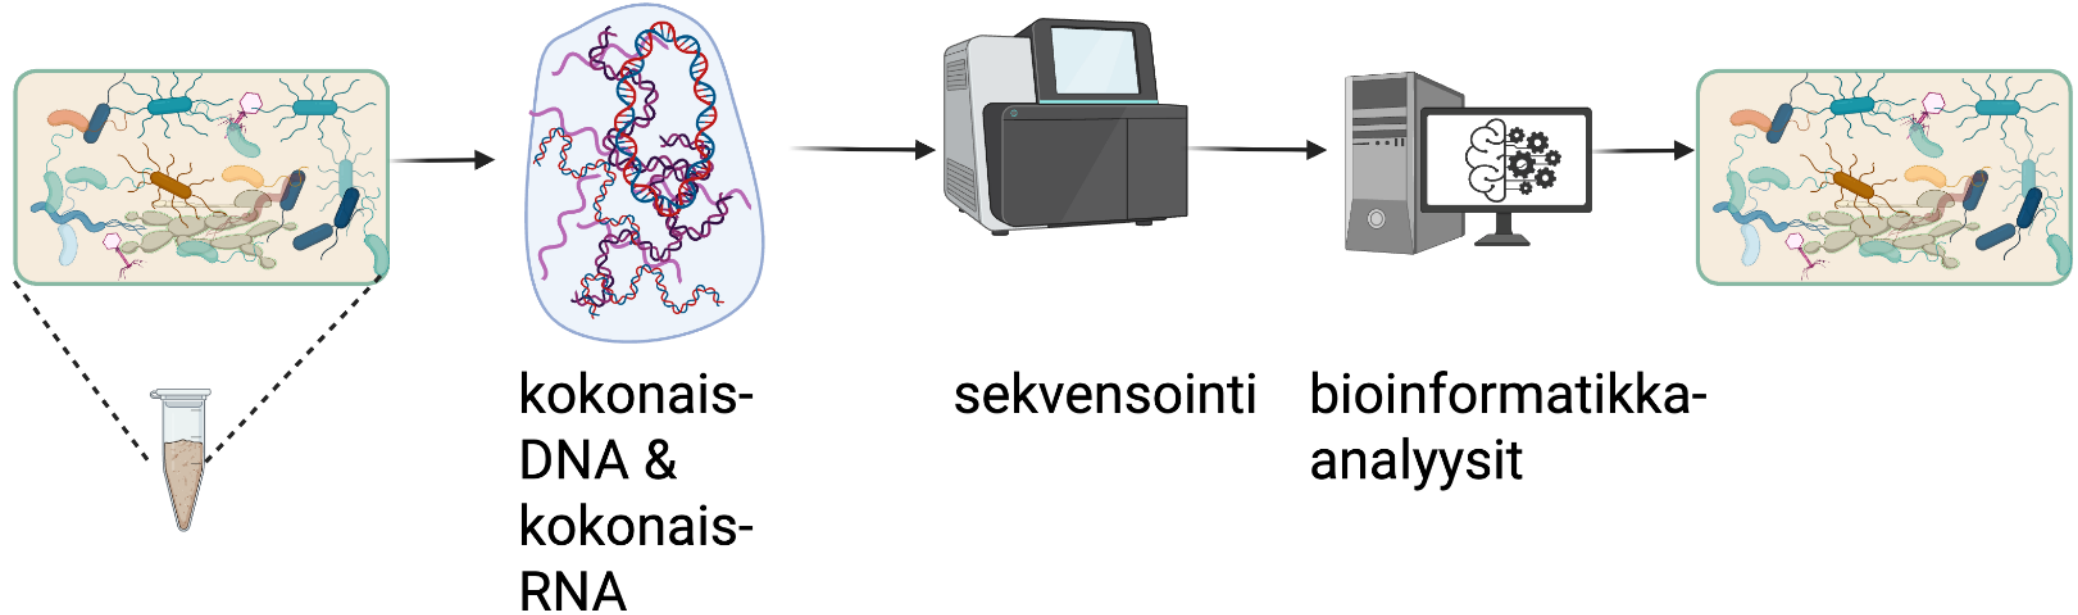 kokonais-
DNA &
kokonais-
RNA
sekvensointi
bioinformatikka-
analyysit